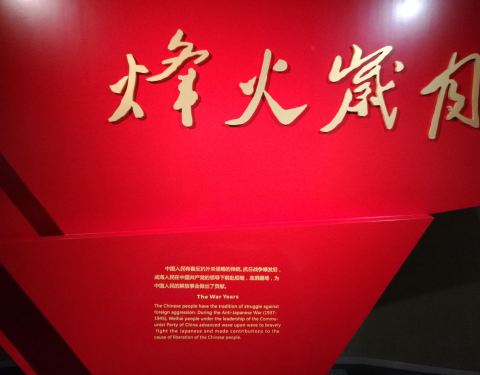 烽火岁月
中国人民有着反抗外来侵略的传统。抗日战争爆发后，
威海人民在中国共产党的领导下前赴后继，浴血疆场，为
中国人民的解放事业做出了贡献。
The War Years
The Chinese people have the tradition of struggle against
foreign aggression. During the Anti-Japanese War (1937-
1945), Weihai people under the leadership of the Commu-
nist Party of China advanced wave upon wave to bravely
fight the Japanese and made contributions to the
cause of liberation of the Chinese people.